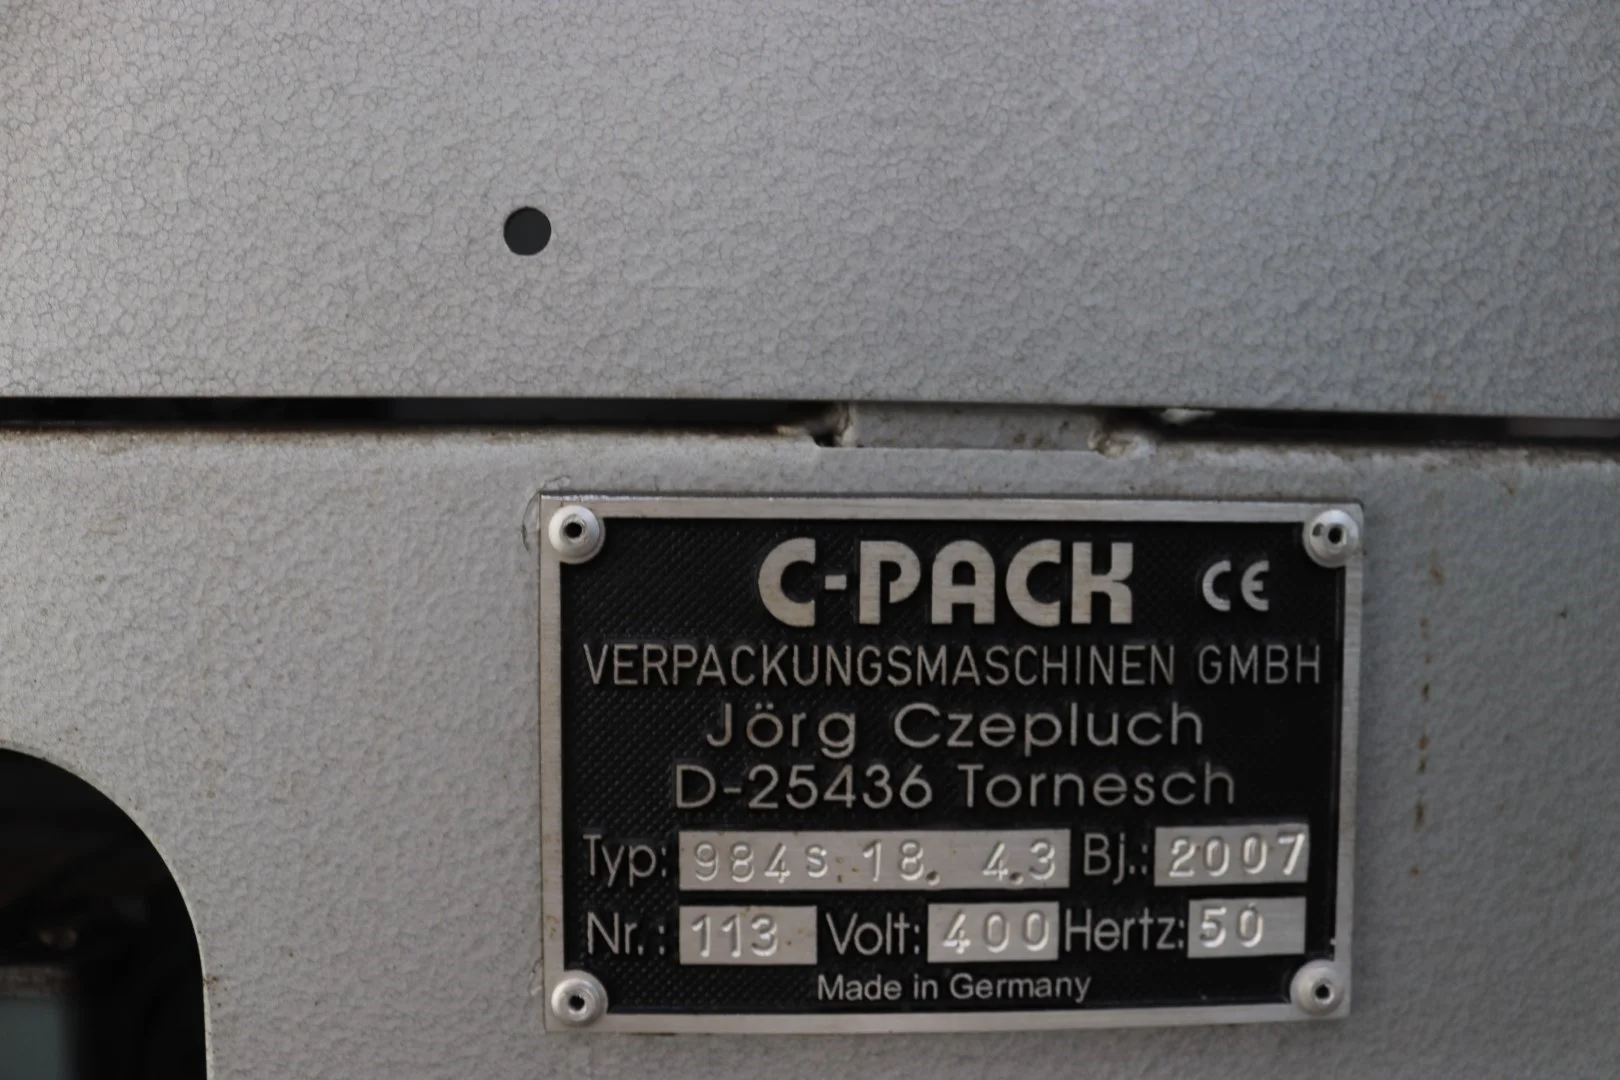 C-PACK CE
VERPACKUNGSMASCHINEN GMBH
Jörg Czepluch
D-25436 Tornesch
Typ: 984s.18. 4.3 Bj.: 2007
Nr.: 113 Volt: 400 Hertz: 50
Made in Germany